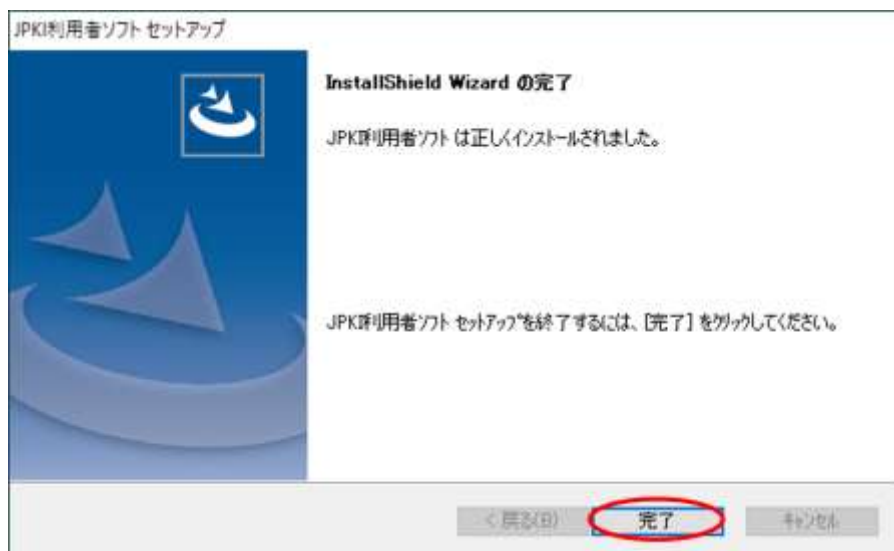 JPKI利用者ソフト セットアップ
InstallShield Wizard の完了
JPKI利用者ソフト は正しくインストールされました。
JPKI利用者ソフト セットアップを終了するには、[完了] をクリックしてください。
< 戻る(B)
完了
キャンセル